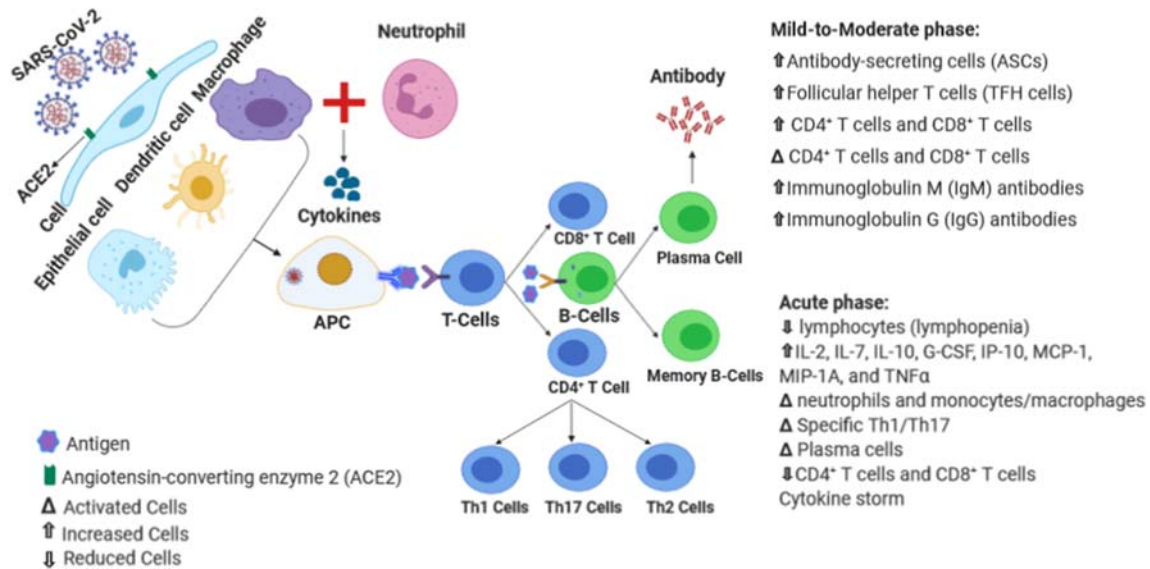 SARS-CoV-2
ACE2
Cell
Macrophage
Dendritic cell
Epithelial cell
Neutrophil
Cytokines
APC
T-Cells
CD8⁺ T Cell
B-Cells
CD4⁺ T Cell
Th1 Cells
Th17 Cells
Th2 Cells
Antibody
Plasma Cell
Memory B-Cells
Mild-to-Moderate phase:
⇧Antibody-secreting cells (ASCs)
⇧Follicular helper T cells (TFH cells)
⇧ CD4⁺ T cells and CD8⁺ T cells
Δ CD4⁺ T cells and CD8⁺ T cells
⇧Immunoglobulin M (IgM) antibodies
⇧Immunoglobulin G (IgG) antibodies
Acute phase:
⇩ lymphocytes (lymphopenia)
⇧IL-2, IL-7, IL-10, G-CSF, IP-10, MCP-1,
MIP-1A, and TNFα
Δ neutrophils and monocytes/macrophages
Δ Specific Th1/Th17
Δ Plasma cells
⇩CD4⁺ T cells and CD8⁺ T cells
Cytokine storm
Antigen
Angiotensin-converting enzyme 2 (ACE2)
Δ Activated Cells
⇧ Increased Cells
⇩ Reduced Cells